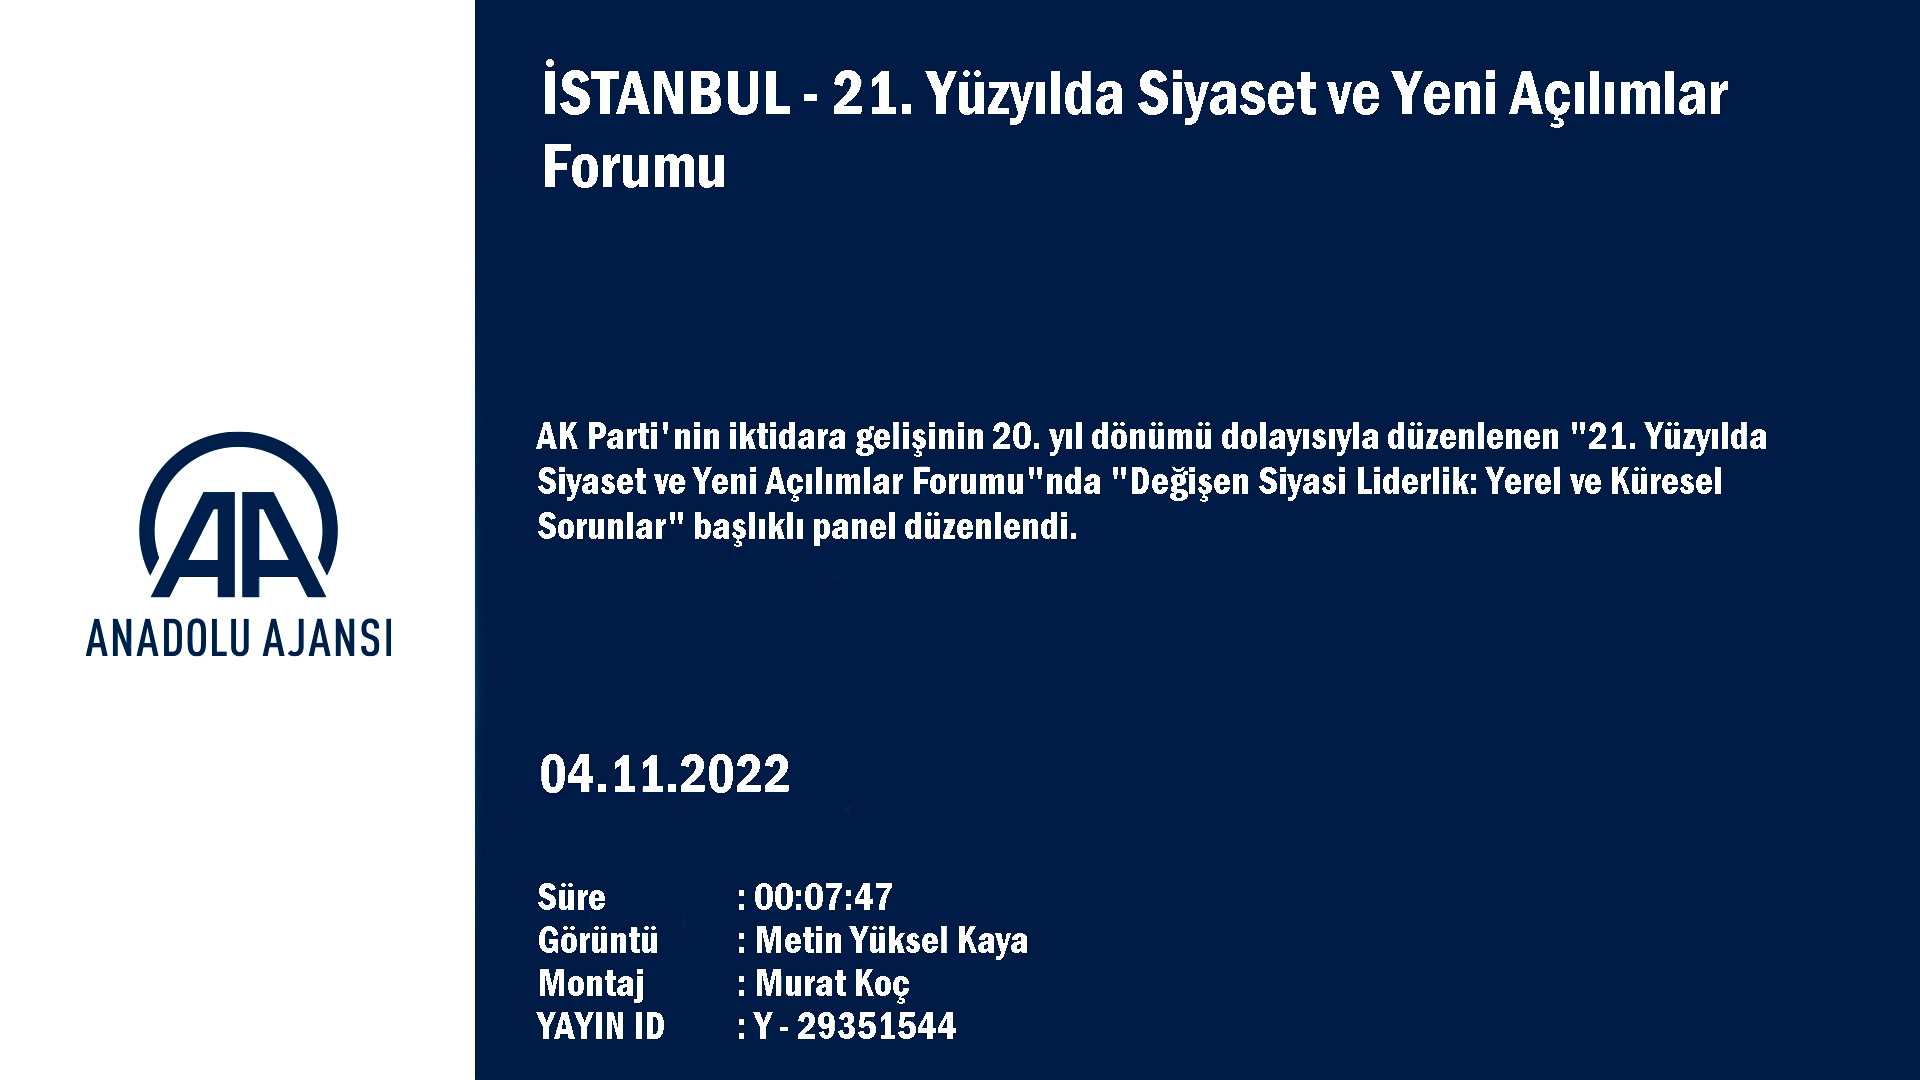 İSTANBUL - 21. Yüzyılda Siyaset ve Yeni Açılımlar
Forumu
AK Parti'nin iktidara gelişinin 20. yıl dönümü dolayısıyla düzenlenen "21. Yüzyılda
Siyaset ve Yeni Açılımlar Forumu"nda "Değişen Siyasi Liderlik: Yerel ve Küresel
Sorunlar" başlıklı panel düzenlendi.
AA
ANADOLU AJANSI
04.11.2022
Süre : 00:07:47
Görüntü : Metin Yüksel Kaya
Montaj : Murat Koç
YAYIN ID : Y - 29351544